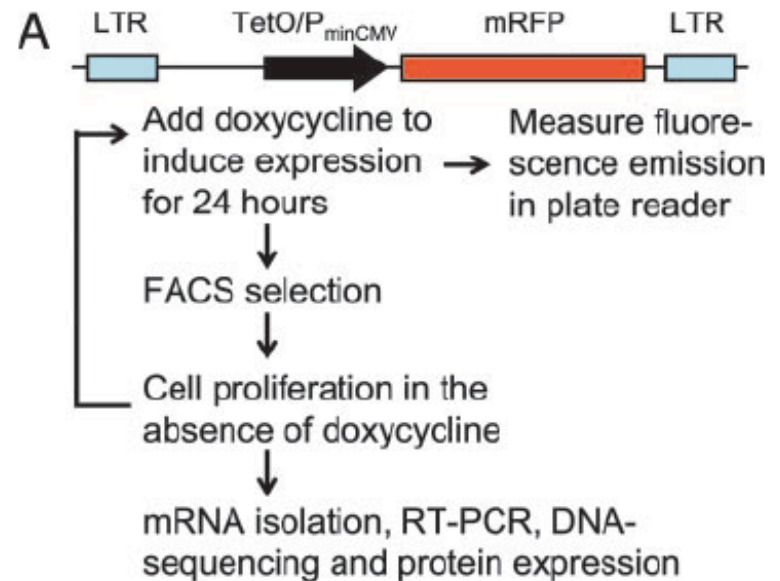 A
LTR TetO/PminCMV mRFP LTR
Add doxycycline to
induce expression
for 24 hours
Measure fluore-
scence emission
in plate reader
FACS selection
Cell proliferation in the
absence of doxycycline
mRNA isolation, RT-PCR, DNA-
sequencing and protein expression